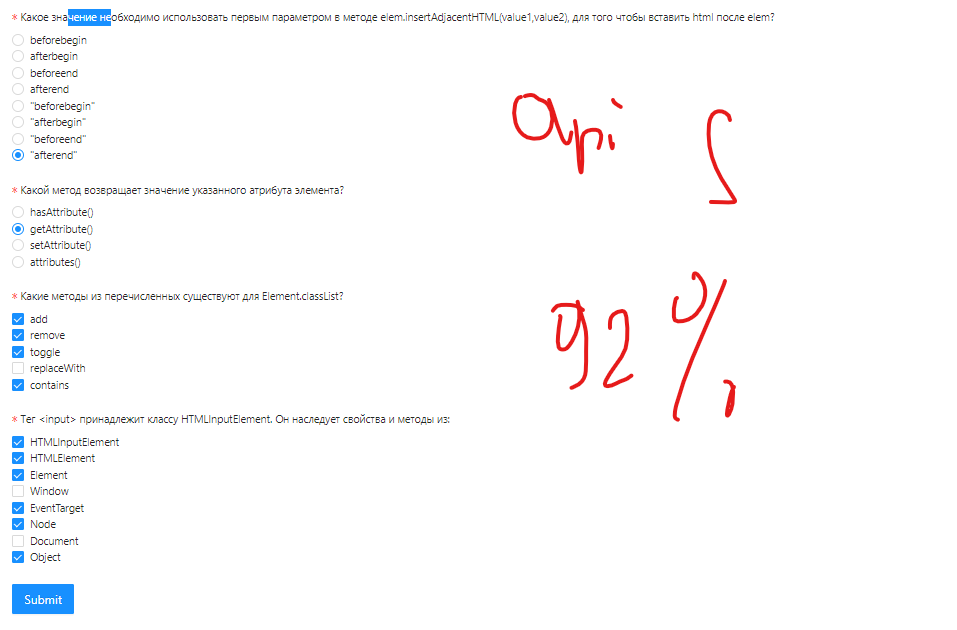 * Какое значение необходимо использовать первым параметром в методе elem.insertAdjacentHTML(value1,value2), для того чтобы вставить html после elem?
beforebegin
afterbegin
beforeend
afterend
"beforebegin"
"afterbegin"
"beforeend"
"afterend"
* Какой метод возвращает значение указанного атрибута элемента?
hasAttribute()
getAttribute()
setAttribute()
attributes()
* Какие методы из перечисленных существуют для Element.classList?
add
remove
toggle
replaceWith
contains
* Тег <input> принадлежит классу HTMLInputElement. Он наследует свойства и методы из:
HTMLInputElement
HTMLElement
Element
Window
EventTarget
Node
Document
Object
Submit
api
92%